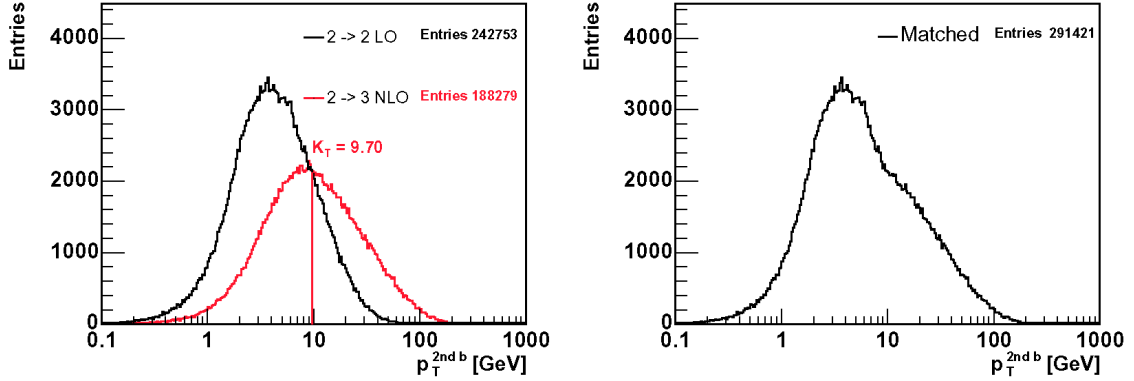 Entries
4000
3000
2000
1000
0
2 -> 2 LO Entries 242753
2 -> 3 NLO Entries 188279
K_T = 9.70
0.1 1 10 100 1000
p_T^2nd b [GeV]
Entries
4000
3000
2000
1000
0
Matched Entries 291421
0.1 1 10 100 1000
p_T^2nd b [GeV]